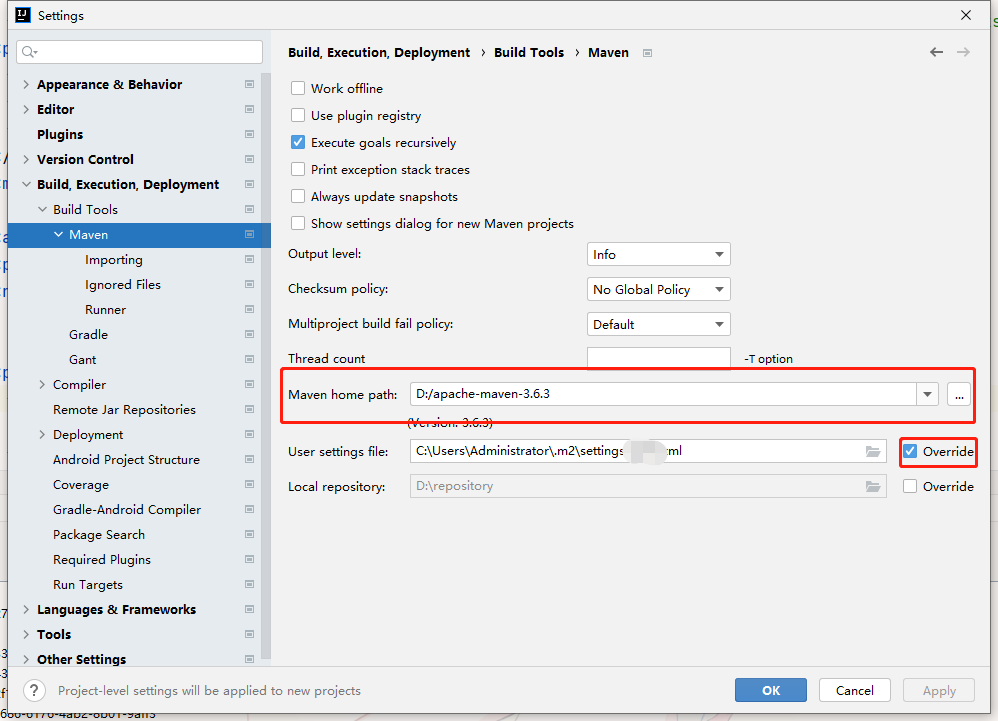 Settings
Build, Execution, Deployment › Build Tools › Maven
Appearance & Behavior
Editor
Plugins
Version Control
Build, Execution, Deployment
Build Tools
Maven
Importing
Ignored Files
Runner
Gradle
Gant
Compiler
Remote Jar Repositories
Deployment
Android Project Structure
Coverage
Gradle-Android Compiler
Package Search
Required Plugins
Run Targets
Languages & Frameworks
Tools
Other Settings
Work offline
Use plugin registry
Execute goals recursively
Print exception stack traces
Always update snapshots
Show settings dialog for new Maven projects
Output level: Info
Checksum policy: No Global Policy
Multiproject build fail policy: Default
Thread count -T option
Maven home path: D:/apache-maven-3.6.3 ...
(Version: 3.6.3)
User settings file: C:\Users\Administrator\.m2\settings ml Override
Local repository: D:\repository Override
? Project-level settings will be applied to new projects
OK Cancel Apply